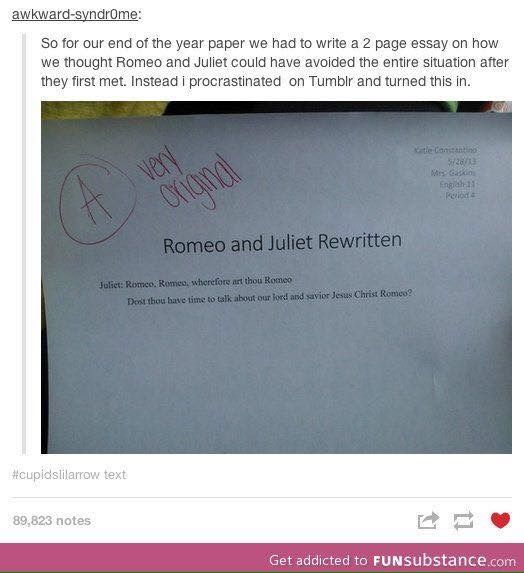 awkward-syndr0me:
So for our end of the year paper we had to write a 2 page essay on how
we thought Romeo and Juliet could have avoided the entire situation after
they first met. Instead i procrastinated on Tumblr and turned this in.
A
very
original
Katie Constantino
5/28/13
Mrs. Gaskins
English 11
Period 4
Romeo and Juliet Rewritten
Juliet: Romeo, Romeo, wherefore art thou Romeo
Dost thou have time to talk about our lord and savior Jesus Christ Romeo?
#cupidslilarrow text
89,823 notes
Get addicted to FUNSubstance.com